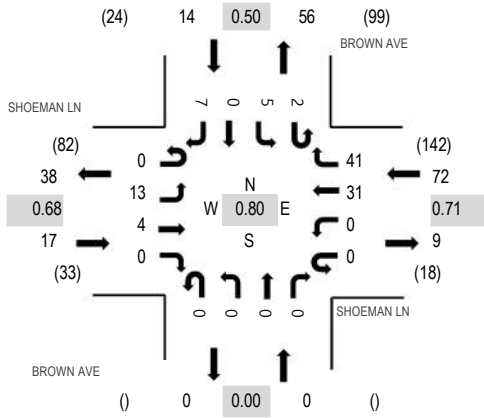 (24) 14 0.50 56 (99)
BROWN AVE
SHOEMAN LN
7 0 5 2
(82) (142)
0 41
38 72
13 31
N
0.68 W 0.80 E 0.71
4 0
S
17 9
0 0
(33) (18)
0 0 0 0
SHOEMAN LN
BROWN AVE
() 0 0.00 0 ()